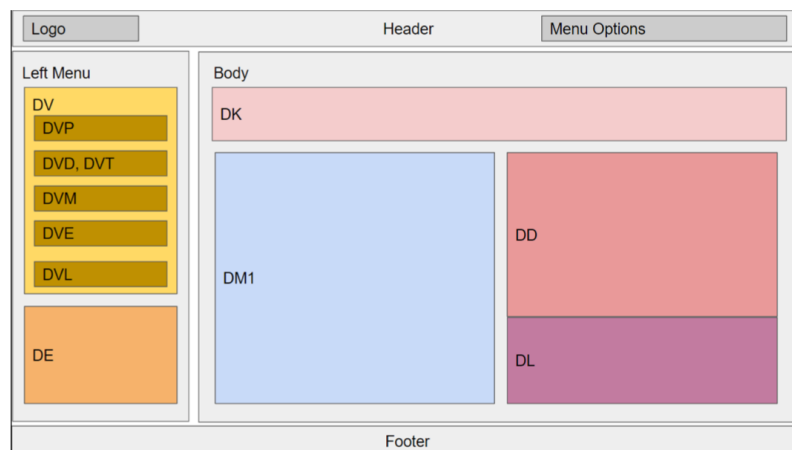 Logo
Header
Menu Options
Left Menu
DV
DVP
DVD, DVT
DVM
DVE
DVL
DE
Body
DK
DM1
DD
DL
Footer